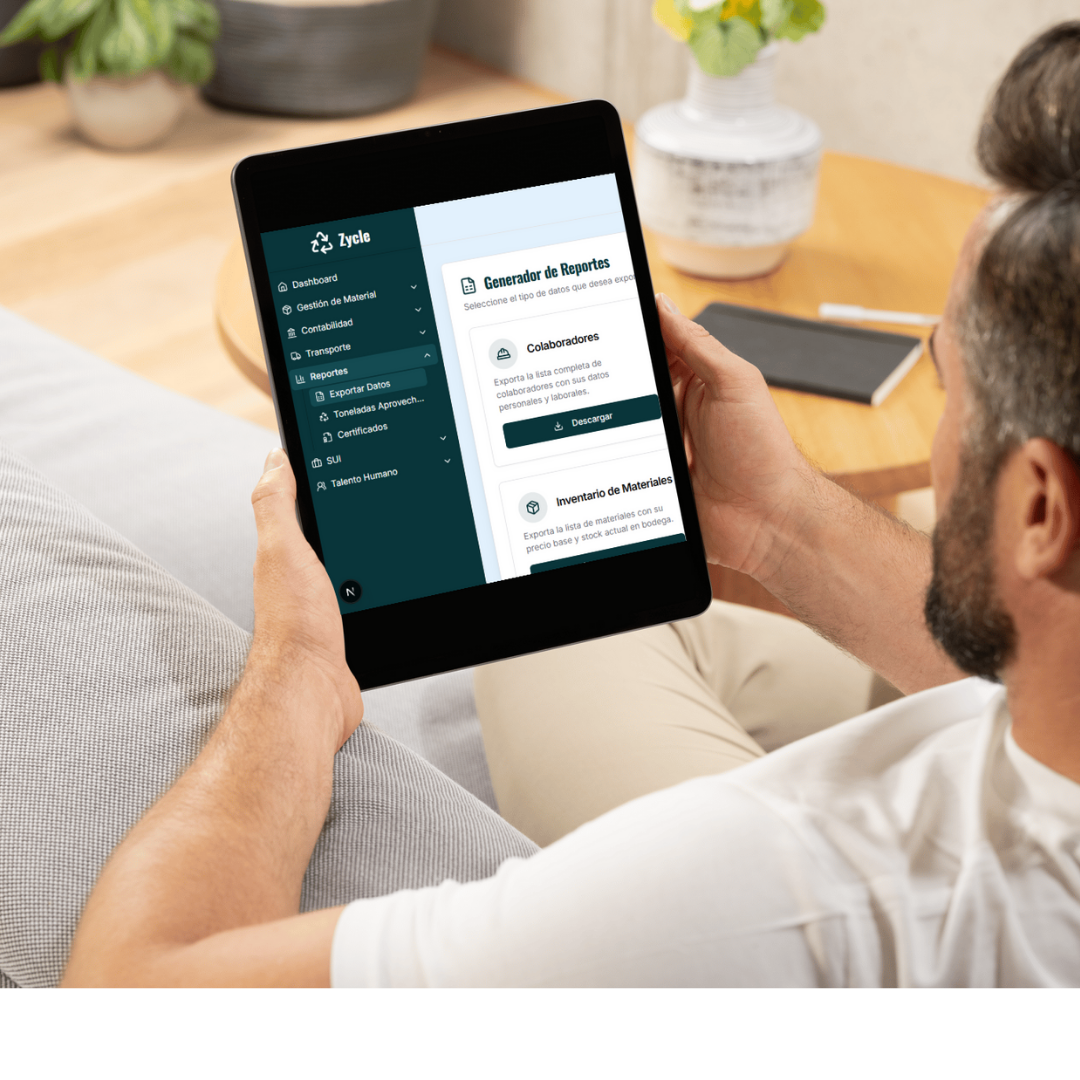 Zycle
Dashboard
Gestión de Material
Contabilidad
Transporte
Reportes
Exportar Datos
Toneladas Aprovech...
Certificados
SUI
Talento Humano
N
Generador de Reportes
Seleccione el tipo de datos que desea expor
Colaboradores
Exporta la lista completa de
colaboradores con sus datos
personales y laborales.
Descargar
Inventario de Materiales
Exporta la lista de materiales con su
precio base y stock actual en bodega.